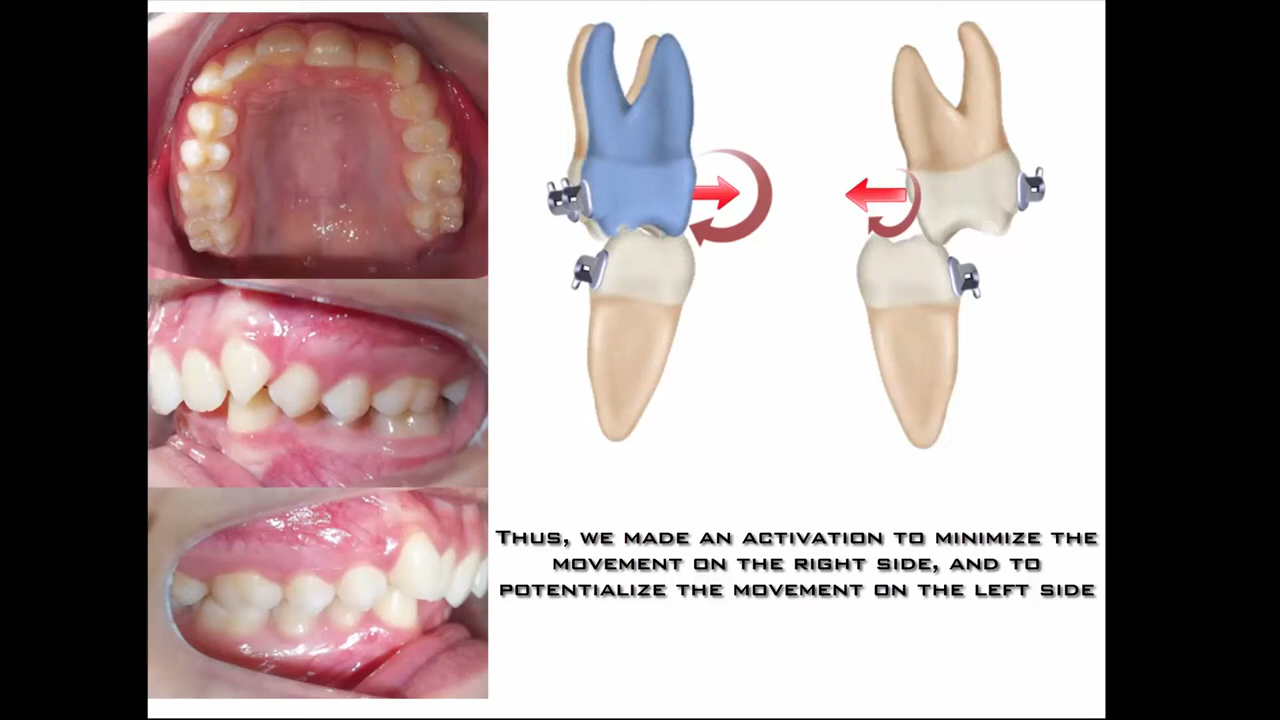 Thus, we made an activation to minimize the
movement on the right side, and to
potentialize the movement on the left side